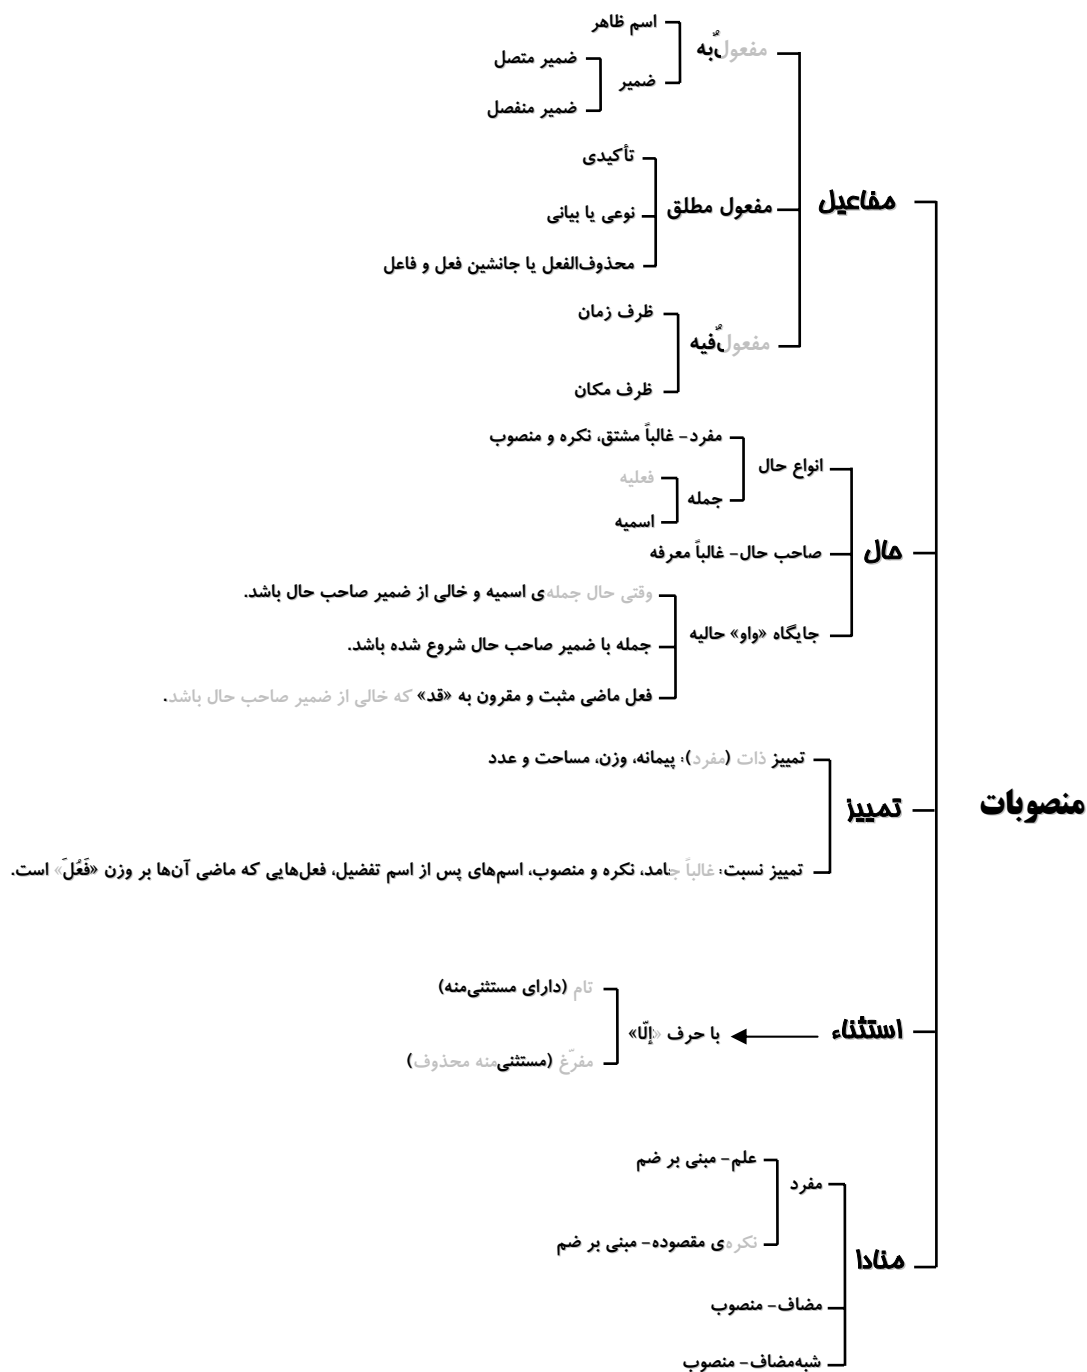 منصوبات
مفاعیل
مفعولٌ‌به
اسم ظاهر
ضمیر
ضمیر متصل
ضمیر منفصل
مفعول مطلق
تأکیدی
نوعی یا بیانی
محذوف‌الفعل یا جانشین فعل و فاعل
مفعولٌ‌فیه
ظرف زمان
ظرف مکان
حال
انواع حال
مفرد- غالباً مشتق، نکره و منصوب
جمله
فعلیه
اسمیه
صاحب حال- غالباً معرفه
جایگاه «واو» حالیه
وقتی حال جمله‌ی اسمیه و خالی از ضمیر صاحب حال باشد.
جمله با ضمیر صاحب حال شروع شده باشد.
فعل ماضی مثبت و مقرون به «قد» که خالی از ضمیر صاحب حال باشد.
تمییز
تمییز ذات (مفرد): پیمانه، وزن، مساحت و عدد
تمییز نسبت: غالباً جامد، نکره و منصوب، اسم‌های پس از اسم تفضیل، فعل‌هایی که ماضی آن‌ها بر وزن «فَعُلَ» است.
استثناء
با حرف «إلّا»
تام (دارای مستثنی‌منه)
مفرّغ (مستثنی‌منه محذوف)
منادا
مفرد
علم- مبنی بر ضم
نکره‌ی مقصوده- مبنی بر ضم
مضاف- منصوب
شبه‌مضاف- منصوب